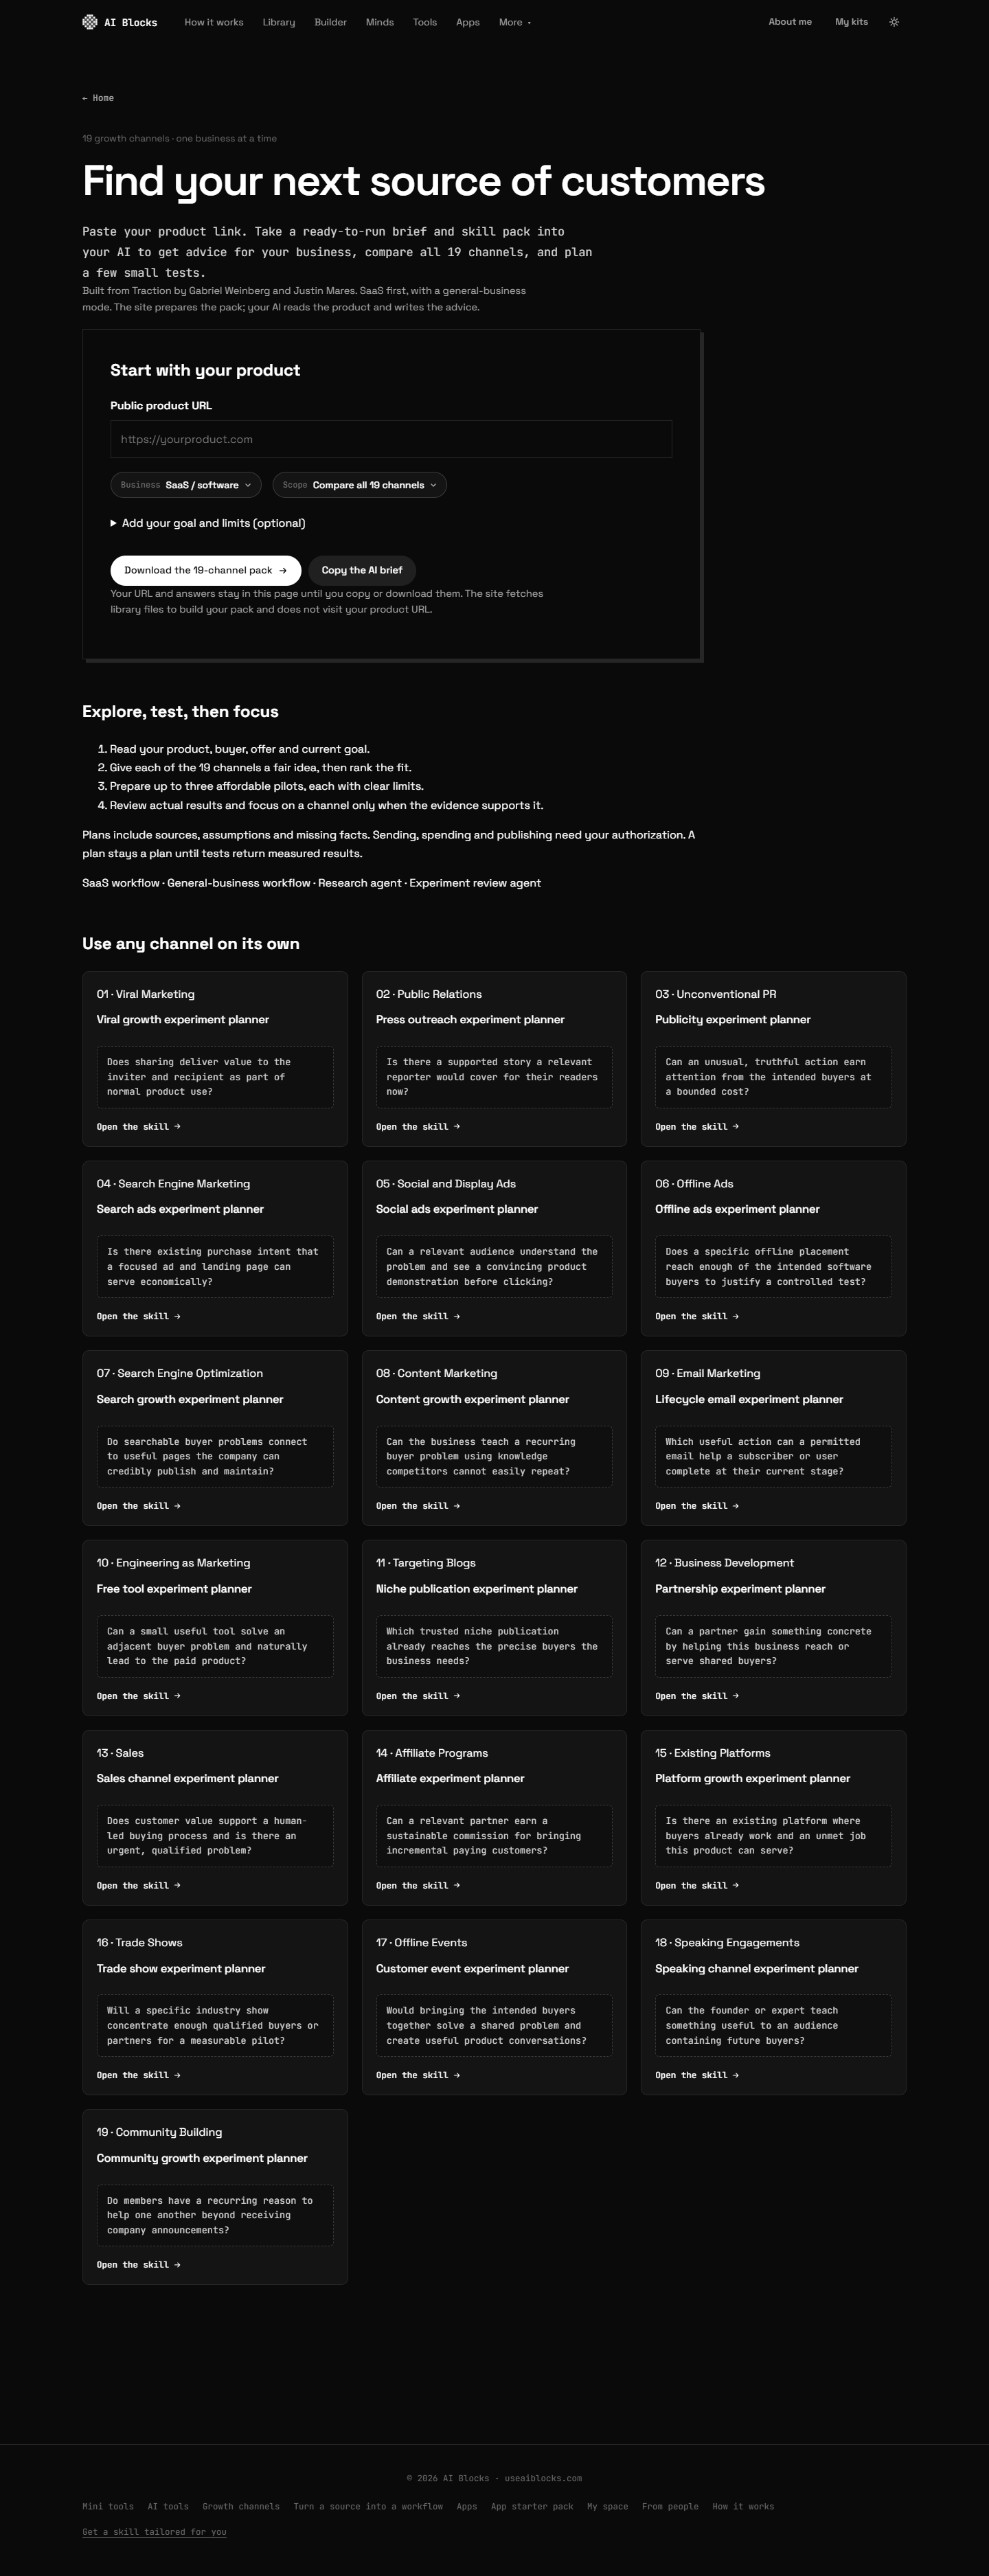 AI Blocks
How it works
Library
Builder
Minds
Tools
Apps
More
About me
My kits
← Home
19 growth channels · one business at a time
Find your next source of customers
Paste your product link. Take a ready-to-run brief and skill pack into
your AI to get advice for your business, compare all 19 channels, and plan
a few small tests.
Built from Traction by Gabriel Weinberg and Justin Mares. SaaS first, with a general-business
mode. The site prepares the pack; your AI reads the product and writes the advice.
Start with your product
Public product URL
https://yourproduct.com
Business SaaS / software
Scope Compare all 19 channels
Add your goal and limits (optional)
Download the 19-channel pack →
Copy the AI brief
Your URL and answers stay in this page until you copy or download them. The site fetches
library files to build your pack and does not visit your product URL.
Explore, test, then focus
1. Read your product, buyer, offer and current goal.
2. Give each of the 19 channels a fair idea, then rank the fit.
3. Prepare up to three affordable pilots, each with clear limits.
4. Review actual results and focus on a channel only when the evidence supports it.
Plans include sources, assumptions and missing facts. Sending, spending and publishing need your authorization. A
plan stays a plan until tests return measured results.
SaaS workflow · General-business workflow · Research agent · Experiment review agent
Use any channel on its own
01 · Viral Marketing
Viral growth experiment planner
Does sharing deliver value to the
inviter and recipient as part of
normal product use?
Open the skill →
02 · Public Relations
Press outreach experiment planner
Is there a supported story a relevant
reporter would cover for their readers
now?
Open the skill →
03 · Unconventional PR
Publicity experiment planner
Can an unusual, truthful action earn
attention from the intended buyers at
a bounded cost?
Open the skill →
04 · Search Engine Marketing
Search ads experiment planner
Is there existing purchase intent that
a focused ad and landing page can
serve economically?
Open the skill →
05 · Social and Display Ads
Social ads experiment planner
Can a relevant audience understand the
problem and see a convincing product
demonstration before clicking?
Open the skill →
06 · Offline Ads
Offline ads experiment planner
Does a specific offline placement
reach enough of the intended software
buyers to justify a controlled test?
Open the skill →
07 · Search Engine Optimization
Search growth experiment planner
Do searchable buyer problems connect
to useful pages the company can
credibly publish and maintain?
Open the skill →
08 · Content Marketing
Content growth experiment planner
Can the business teach a recurring
buyer problem using knowledge
competitors cannot easily repeat?
Open the skill →
09 · Email Marketing
Lifecycle email experiment planner
Which useful action can a permitted
email help a subscriber or user
complete at their current stage?
Open the skill →
10 · Engineering as Marketing
Free tool experiment planner
Can a small useful tool solve an
adjacent buyer problem and naturally
lead to the paid product?
Open the skill →
11 · Targeting Blogs
Niche publication experiment planner
Which trusted niche publication
already reaches the precise buyers the
business needs?
Open the skill →
12 · Business Development
Partnership experiment planner
Can a partner gain something concrete
by helping this business reach or
serve shared buyers?
Open the skill →
13 · Sales
Sales channel experiment planner
Does customer value support a human-
led buying process and is there an
urgent, qualified problem?
Open the skill →
14 · Affiliate Programs
Affiliate experiment planner
Can a relevant partner earn a
sustainable commission for bringing
incremental paying customers?
Open the skill →
15 · Existing Platforms
Platform growth experiment planner
Is there an existing platform where
buyers already work and an unmet job
this product can serve?
Open the skill →
16 · Trade Shows
Trade show experiment planner
Will a specific industry show
concentrate enough qualified buyers or
partners for a measurable pilot?
Open the skill →
17 · Offline Events
Customer event experiment planner
Would bringing the intended buyers
together solve a shared problem and
create useful product conversations?
Open the skill →
18 · Speaking Engagements
Speaking channel experiment planner
Can the founder or expert teach
something useful to an audience
containing future buyers?
Open the skill →
19 · Community Building
Community growth experiment planner
Do members have a recurring reason to
help one another beyond receiving
company announcements?
Open the skill →
© 2026 AI Blocks · useaiblocks.com
Mini tools
AI tools
Growth channels
Turn a source into a workflow
Apps
App starter pack
My space
From people
How it works
Get a skill tailored for you